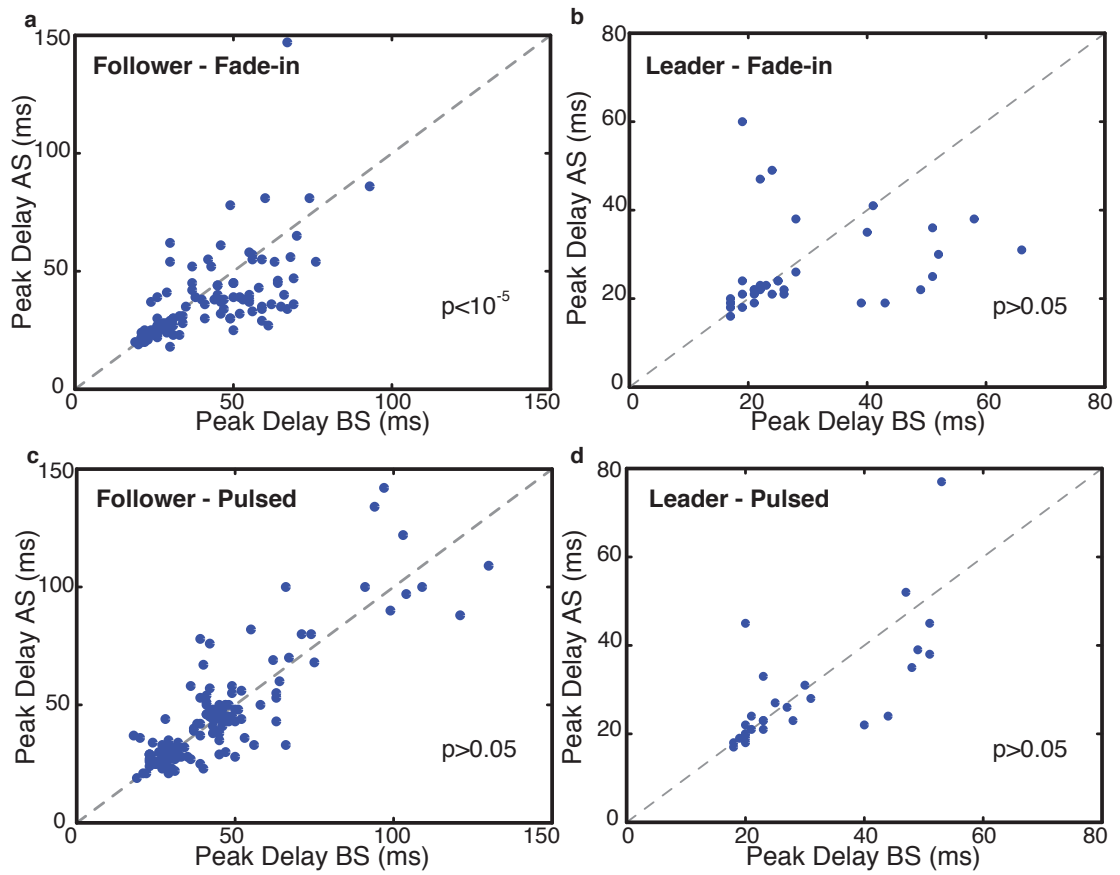 a
150
Follower - Fade-in
100
50
0
p<10-5
0
50
100
150
Peak Delay AS (ms)
Peak Delay BS (ms)
b
80
Leader - Fade-in
60
40
20
0
p>0.05
0
20
40
60
80
Peak Delay AS (ms)
Peak Delay BS (ms)
c
150
Follower - Pulsed
100
50
0
p>0.05
0
50
100
150
Peak Delay AS (ms)
Peak Delay BS (ms)
d
80
Leader - Pulsed
60
40
20
0
p>0.05
0
20
40
60
80
Peak Delay AS (ms)
Peak Delay BS (ms)